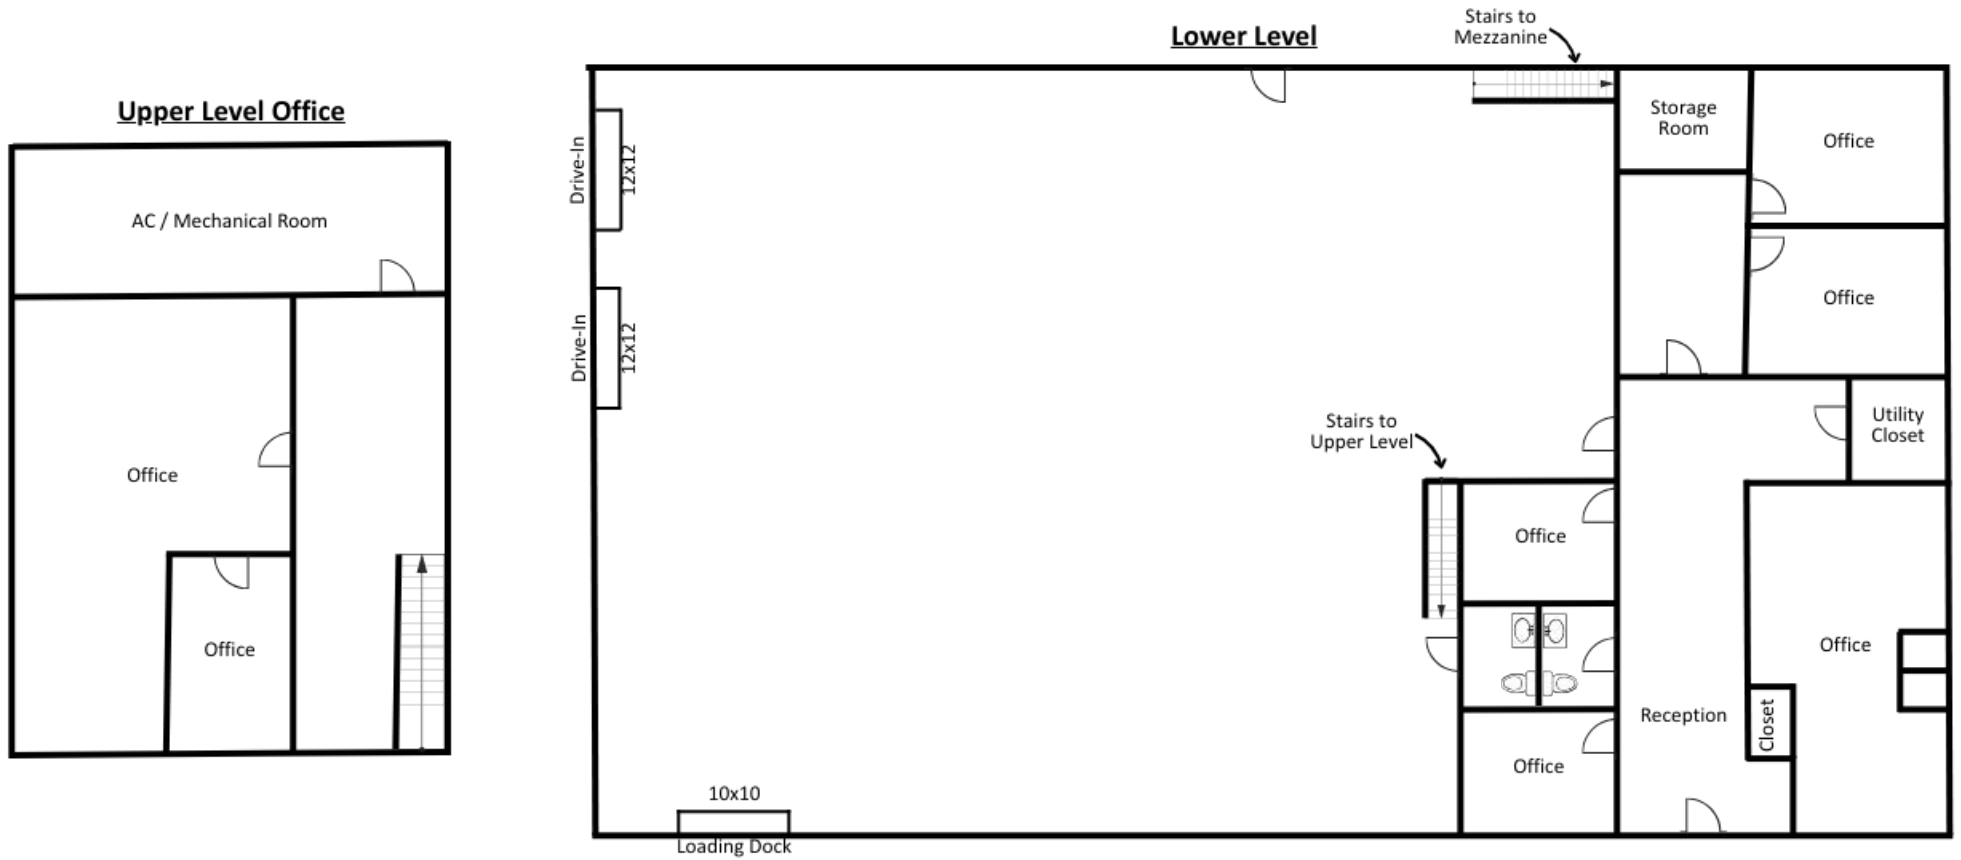 Upper Level Office
AC / Mechanical Room
Office
Office
Lower Level
Stairs to
Mezzanine
Drive-In
12x12
Drive-In
12x12
Storage
Room
Office
Office
Stairs to
Upper Level
Utility
Closet
Office
Office
Reception
Closet
Office
10x10
Loading Dock